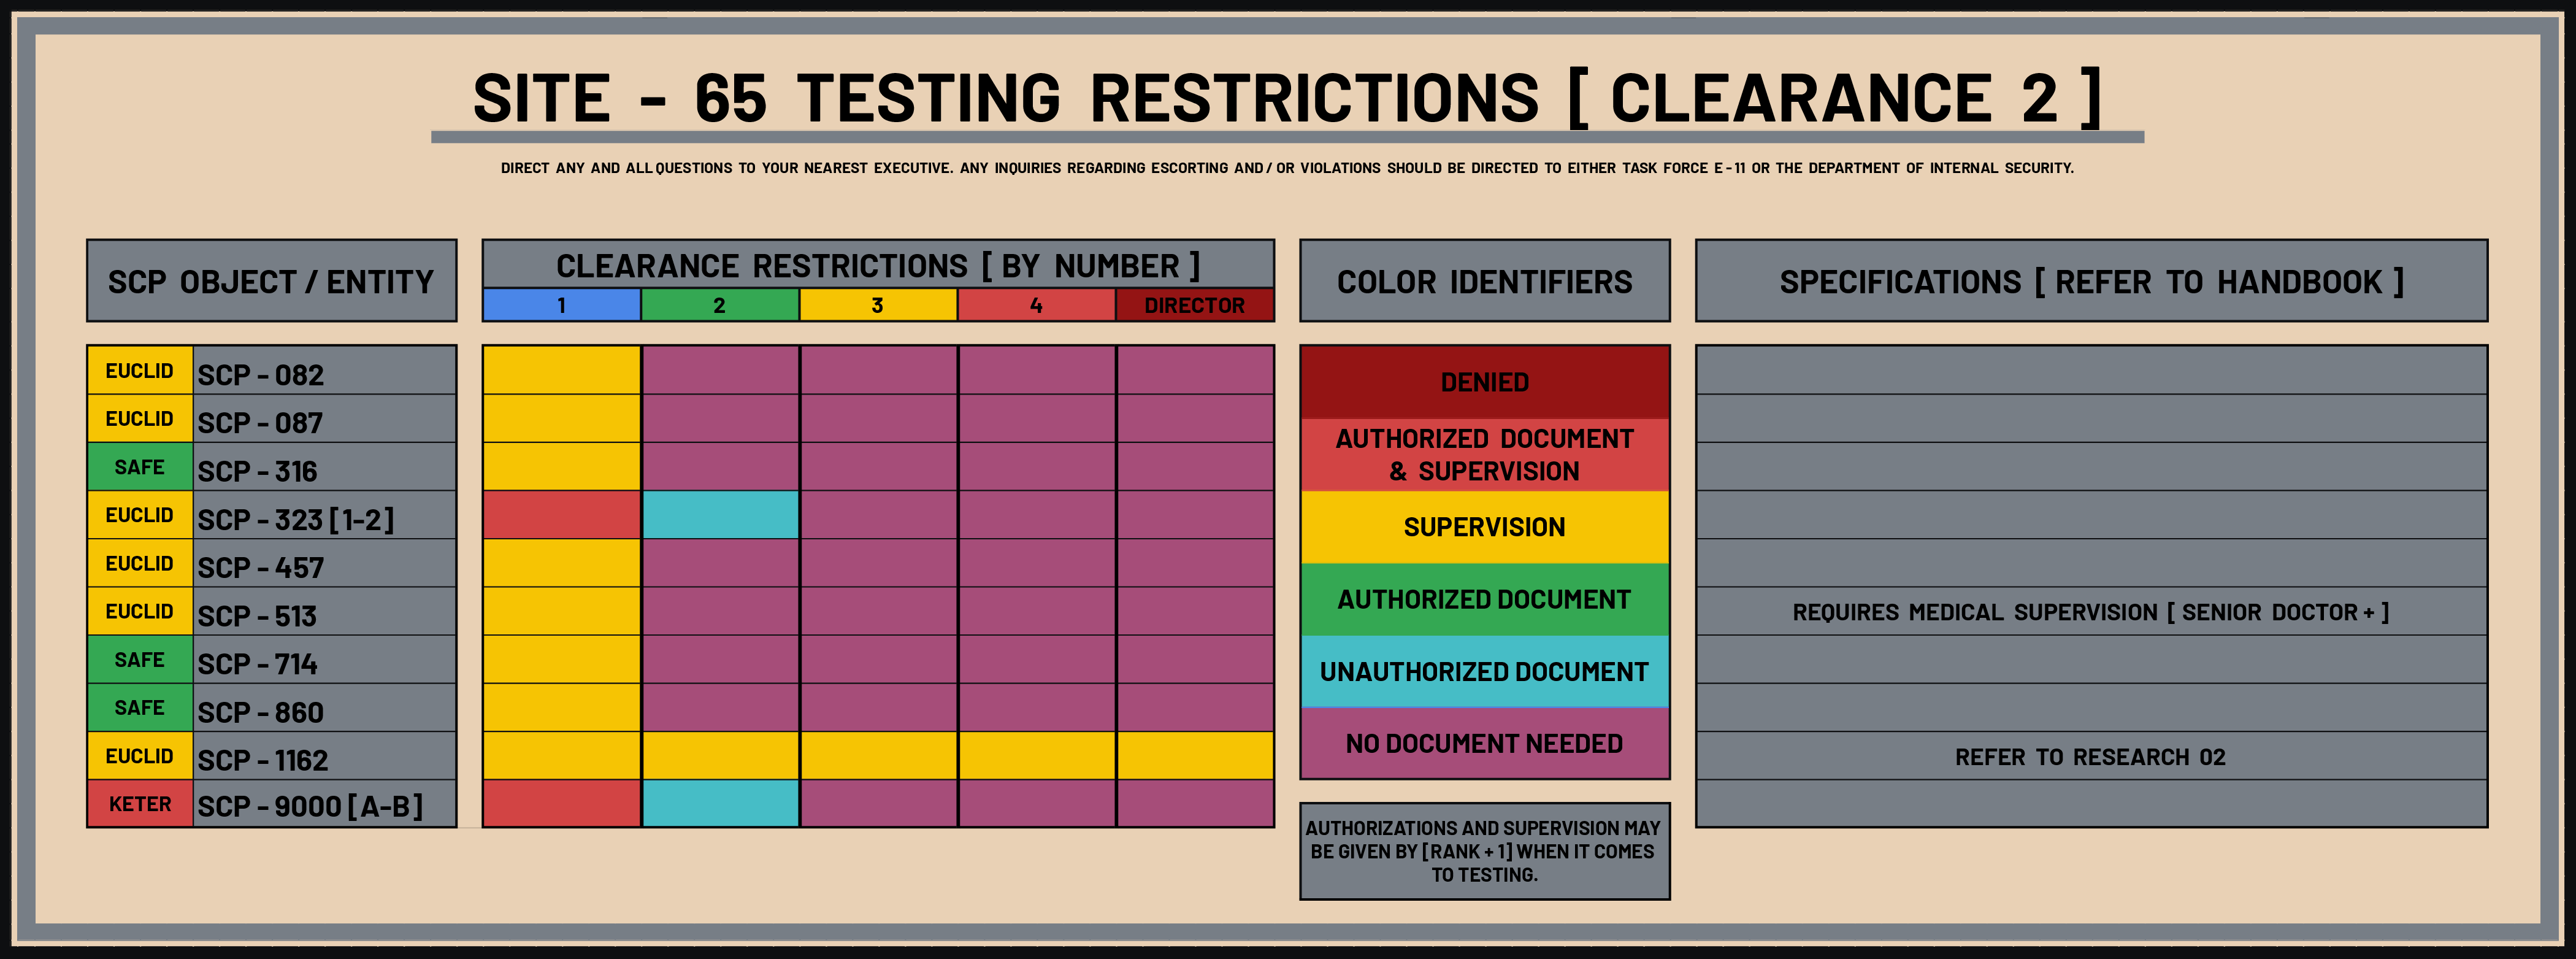 SITE - 65 TESTING RESTRICTIONS [ CLEARANCE 2 ]
DIRECT ANY AND ALL QUESTIONS TO YOUR NEAREST EXECUTIVE. ANY INQUIRIES REGARDING ESCORTING AND / OR VIOLATIONS SHOULD BE DIRECTED TO EITHER TASK FORCE E - 11 OR THE DEPARTMENT OF INTERNAL SECURITY.
SCP OBJECT / ENTITY
EUCLID SCP - 082
EUCLID SCP - 087
SAFE SCP - 316
EUCLID SCP - 323 [1-2]
EUCLID SCP - 457
EUCLID SCP - 513
SAFE SCP - 714
SAFE SCP - 860
EUCLID SCP - 1162
KETER SCP - 9000 [A-B]
CLEARANCE RESTRICTIONS [ BY NUMBER ]
1 2 3 4 DIRECTOR
COLOR IDENTIFIERS
DENIED
AUTHORIZED DOCUMENT
& SUPERVISION
SUPERVISION
AUTHORIZED DOCUMENT
UNAUTHORIZED DOCUMENT
NO DOCUMENT NEEDED
AUTHORIZATIONS AND SUPERVISION MAY
BE GIVEN BY [RANK + 1] WHEN IT COMES
TO TESTING.
SPECIFICATIONS [ REFER TO HANDBOOK ]
REQUIRES MEDICAL SUPERVISION [ SENIOR DOCTOR + ]
REFER TO RESEARCH 02